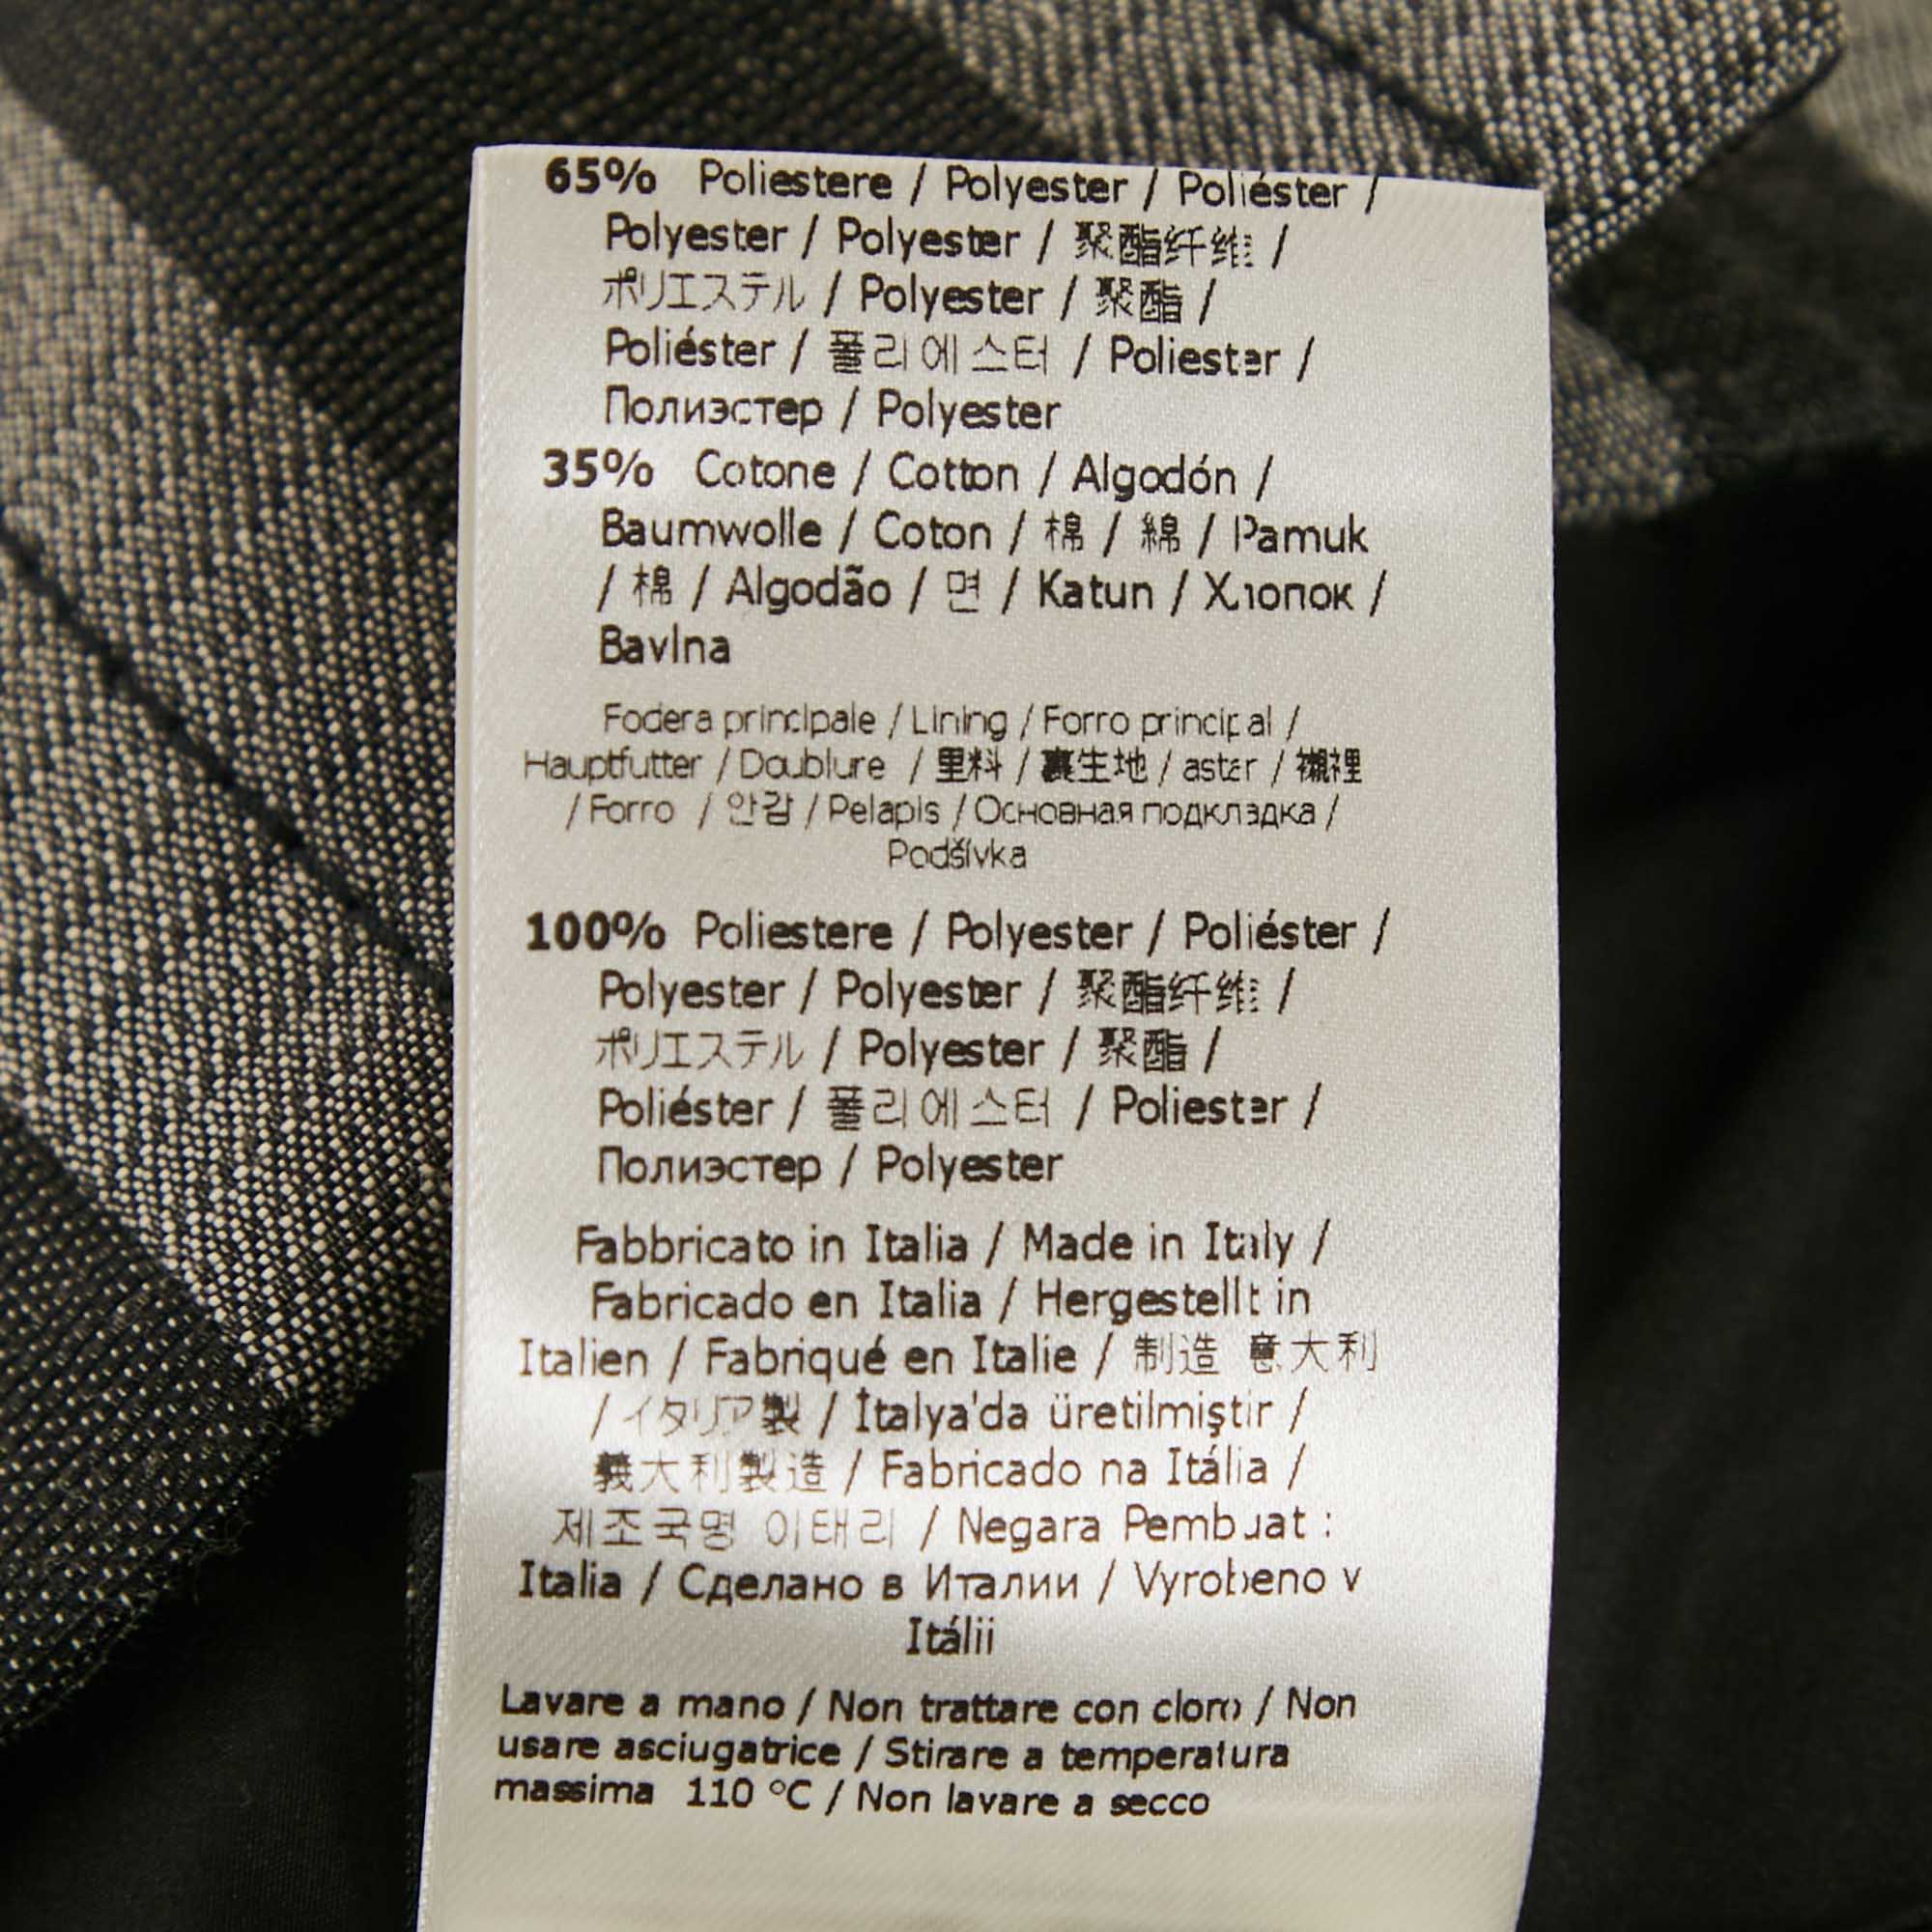 65% Poliestere / Polyester / Poliéster /
Polyester / Polyester / 聚酯纤维 /
ポリエステル / Polyester / 聚酯 /
Poliéster / 폴리에스터 / Poliester /
Полиэстер / Polyester
35% Cotone / Cotton / Algodón /
Baumwolle / Coton / 棉 / 綿 / Pamuk
/ 棉 / Algodão / 면 / Katun / Хлопок /
Bavlna
Fodera principale / Lining / Forro principal /
Hauptfutter / Doublure / 里料 / 裏生地 / astar / 襯裡
/ Forro / 안감 / Pelapis / Основная подкладка /
Podšívka
100% Poliestere / Polyester / Poliéster /
Polyester / Polyester / 聚酯纤维 /
ポリエステル / Polyester / 聚酯 /
Poliéster / 폴리에스터 / Poliester /
Полиэстер / Polyester
Fabbricato in Italia / Made in Italy /
Fabricado en Italia / Hergestellt in
Italien / Fabriqué en Italie / 制造 意大利
/ イタリア製 / İtalya'da üretilmiştir /
義大利製造 / Fabricado na Itália /
제조국명 이태리 / Negara Pembuat :
Italia / Сделано в Италии / Vyrobeno v
Itálii
Lavare a mano / Non trattare con cloro / Non
usare asciugatrice / Stirare a temperatura
massima 110 °C / Non lavare a secco